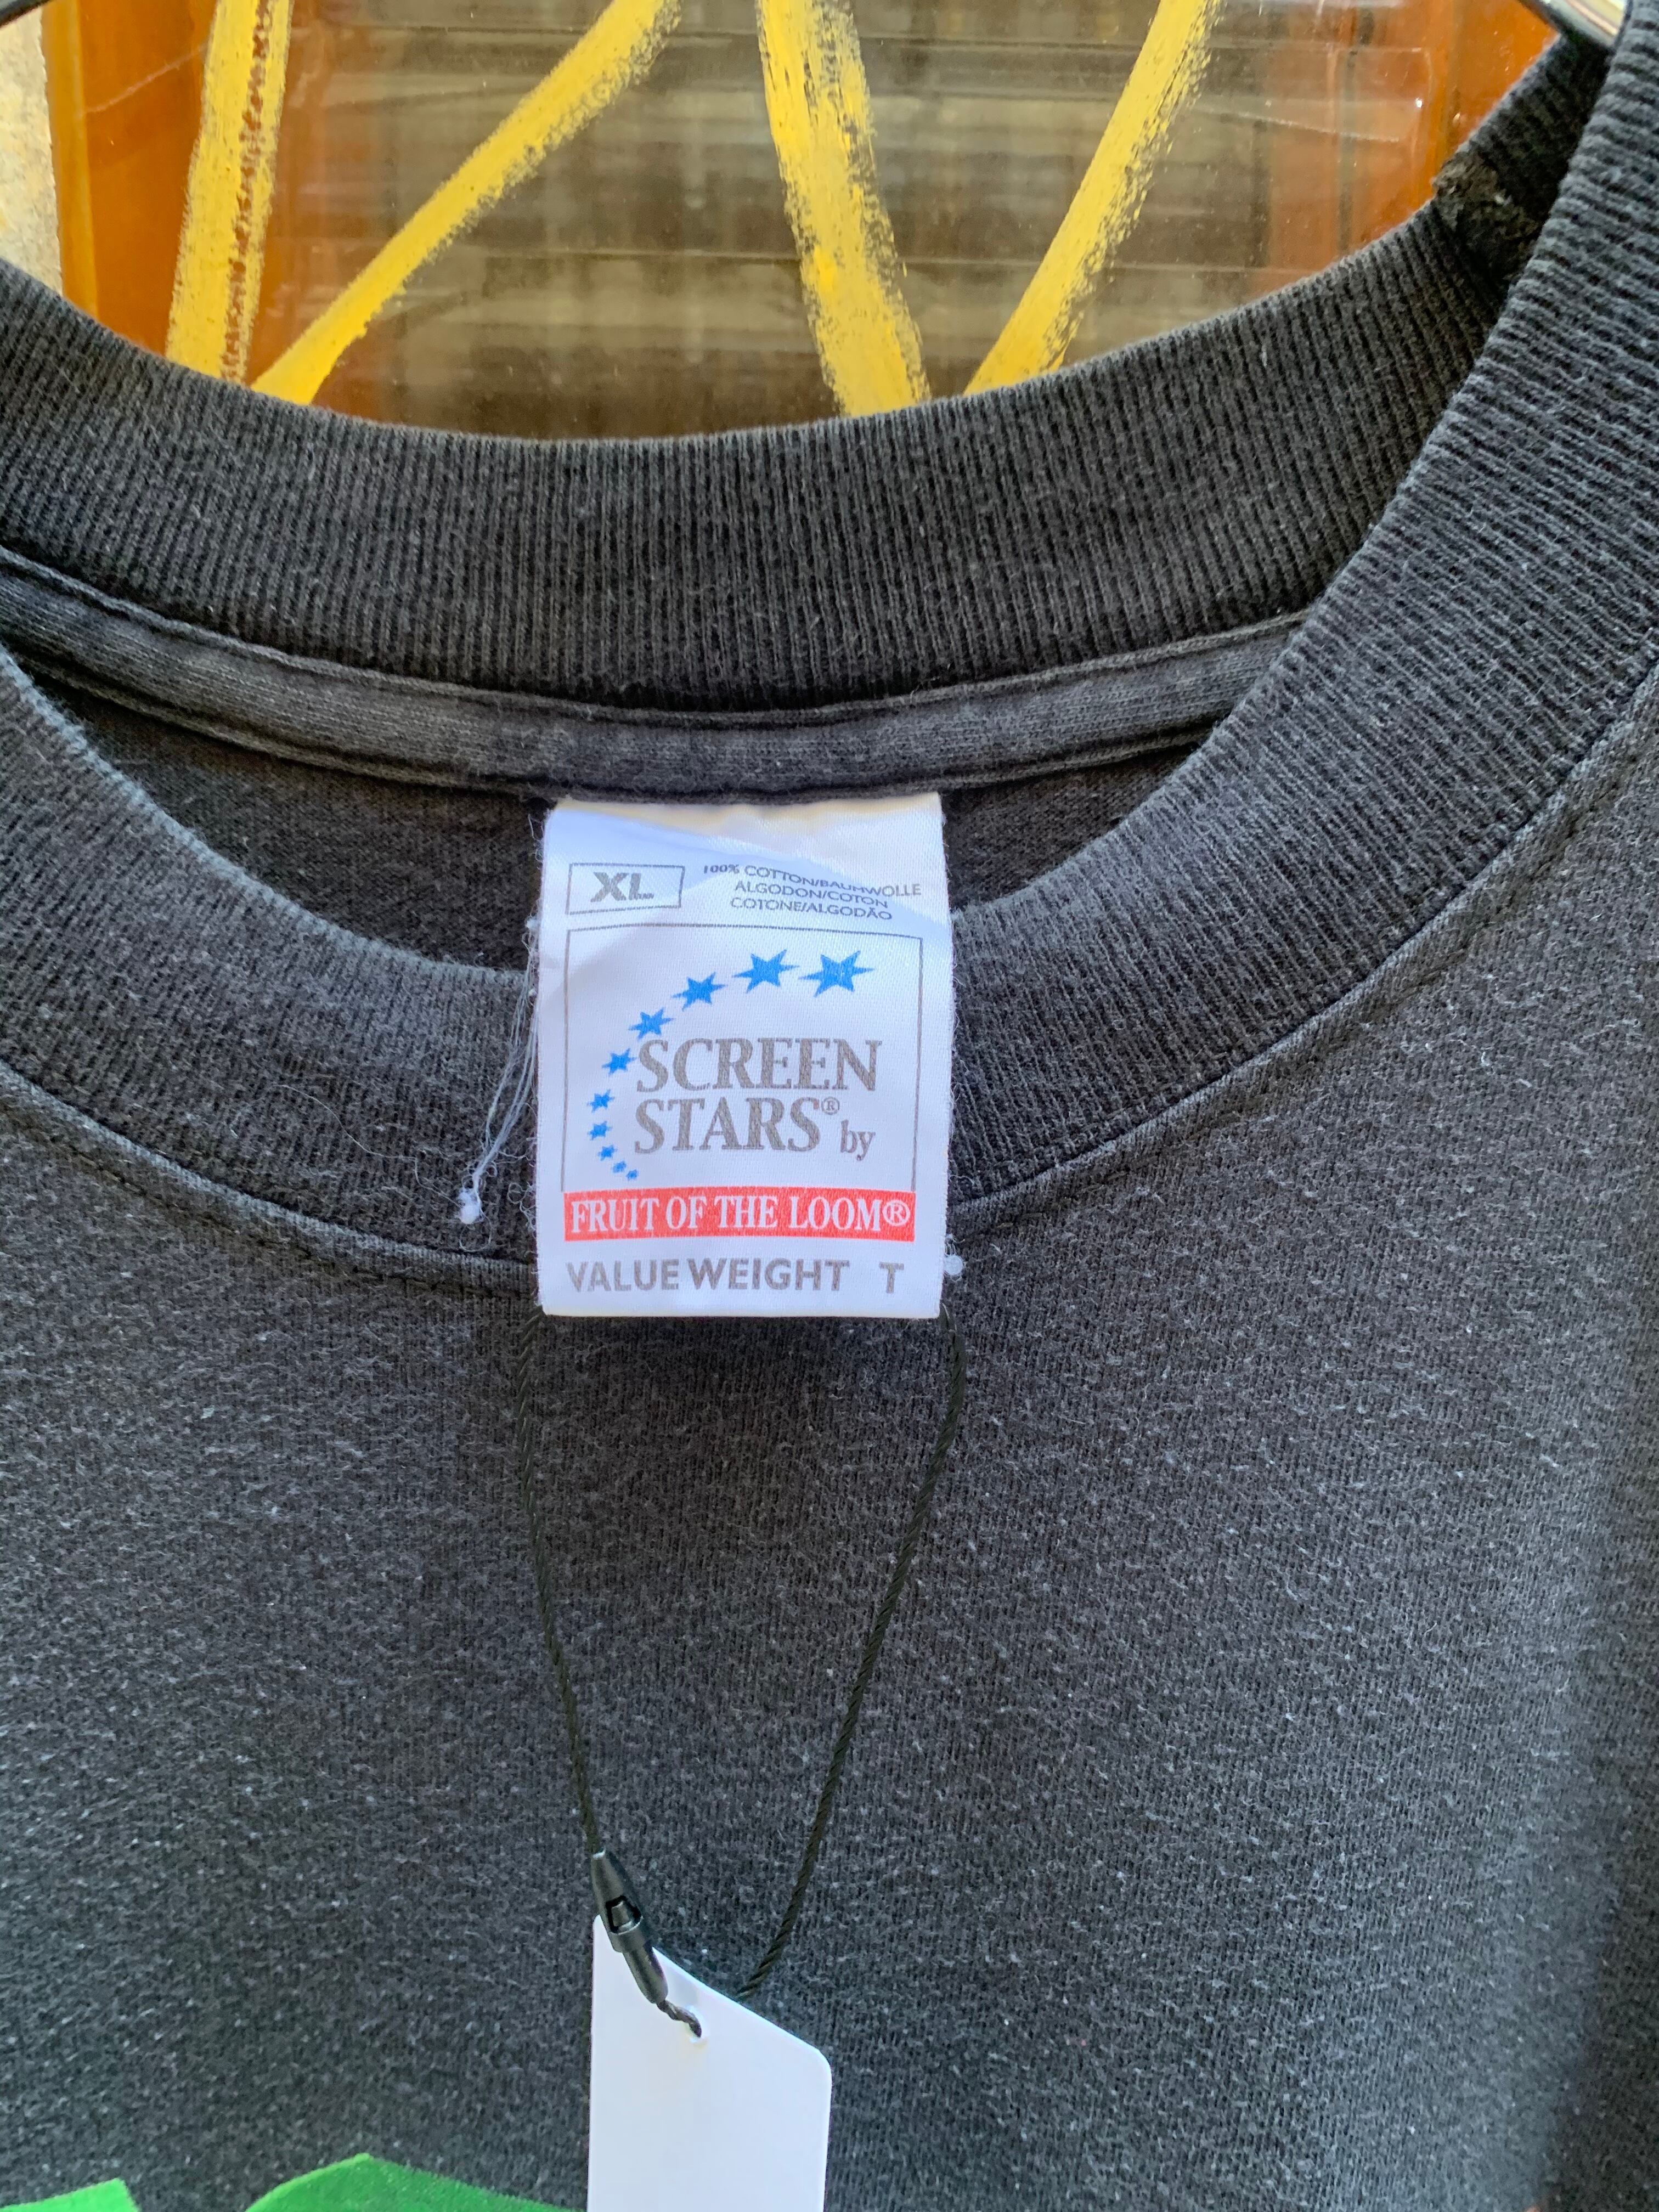 XL
100% COTTON/BAUMWOLLE
ALGODON/COTON
COTONE/ALGODÃO
SCREEN
STARS® by
FRUIT OF THE LOOM®
VALUE WEIGHT T